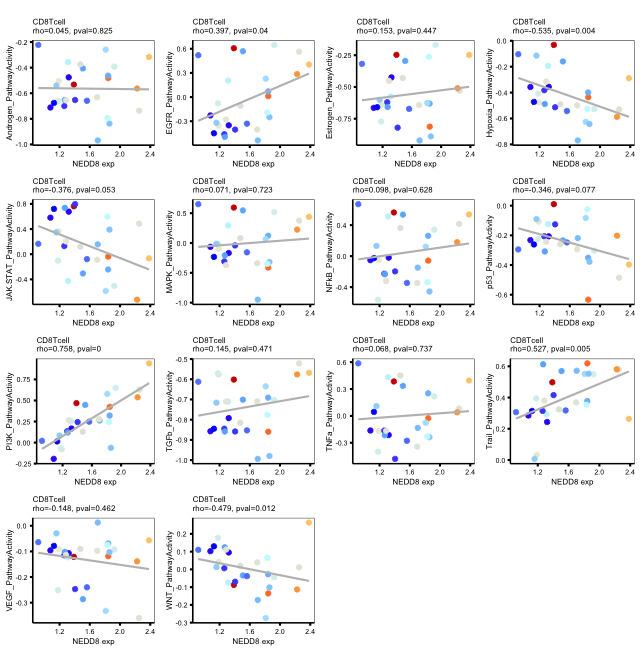 CD8Tcell
rho=0.045, pval=0.825
Androgen_PathwayActivity
-0.2
-0.4
-0.6
-0.8
-1.0
1.2 1.6 2.0 2.4
NEDD8 exp
CD8Tcell
rho=0.397, pval=0.04
EGFR_PathwayActivity
0.6
0.3
0.0
-0.3
1.2 1.6 2.0 2.4
NEDD8 exp
CD8Tcell
rho=0.153, pval=0.447
Estrogen_PathwayActivity
-0.25
-0.50
-0.75
1.2 1.6 2.0 2.4
NEDD8 exp
CD8Tcell
rho=-0.535, pval=0.004
Hypoxia_PathwayActivity
0.0
-0.2
-0.4
-0.6
-0.8
1.2 1.6 2.0 2.4
NEDD8 exp
CD8Tcell
rho=-0.376, pval=0.053
JAK-STAT_PathwayActivity
0.8
0.4
0.0
-0.4
1.2 1.6 2.0 2.4
NEDD8 exp
CD8Tcell
rho=0.071, pval=0.723
MAPK_PathwayActivity
0.5
0.0
-0.5
-1.0
1.2 1.6 2.0 2.4
NEDD8 exp
CD8Tcell
rho=0.098, pval=0.628
NFkB_PathwayActivity
0.4
0.0
-0.4
1.2 1.6 2.0 2.4
NEDD8 exp
CD8Tcell
rho=-0.346, pval=0.077
p53_PathwayActivity
0.0
-0.2
-0.4
-0.6
1.2 1.6 2.0 2.4
NEDD8 exp
CD8Tcell
rho=0.758, pval=0
PI3K_PathwayActivity
0.75
0.50
0.25
0.00
-0.25
1.2 1.6 2.0 2.4
NEDD8 exp
CD8Tcell
rho=0.145, pval=0.471
TGFb_PathwayActivity
-0.5
-0.6
-0.7
-0.8
-0.9
-1.0
1.2 1.6 2.0 2.4
NEDD8 exp
CD8Tcell
rho=0.068, pval=0.737
TNFa_PathwayActivity
0.6
0.3
0.0
-0.3
1.2 1.6 2.0 2.4
NEDD8 exp
CD8Tcell
rho=0.527, pval=0.005
Trail_PathwayActivity
0.6
0.4
0.2
0.0
1.2 1.6 2.0 2.4
NEDD8 exp
CD8Tcell
rho=-0.148, pval=0.462
VEGF_PathwayActivity
0.0
-0.1
-0.2
-0.3
1.2 1.6 2.0 2.4
NEDD8 exp
CD8Tcell
rho=-0.479, pval=0.012
WNT_PathwayActivity
0.2
0.1
0.0
-0.1
-0.2
-0.3
1.2 1.6 2.0 2.4
NEDD8 exp